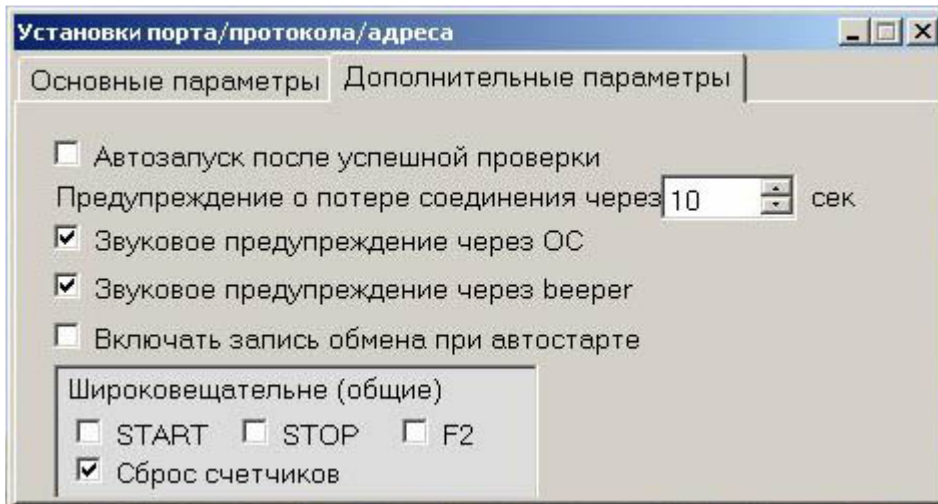 Установки порта/протокола/адреса
Основные параметры Дополнительные параметры
Автозапуск после успешной проверки
Предупреждение о потере соединения через 10 сек
Звуковое предупреждение через ОС
Звуковое предупреждение через beeper
Включать запись обмена при автостарте
Широковещательне (общие)
START STOP F2
Сброс счетчиков